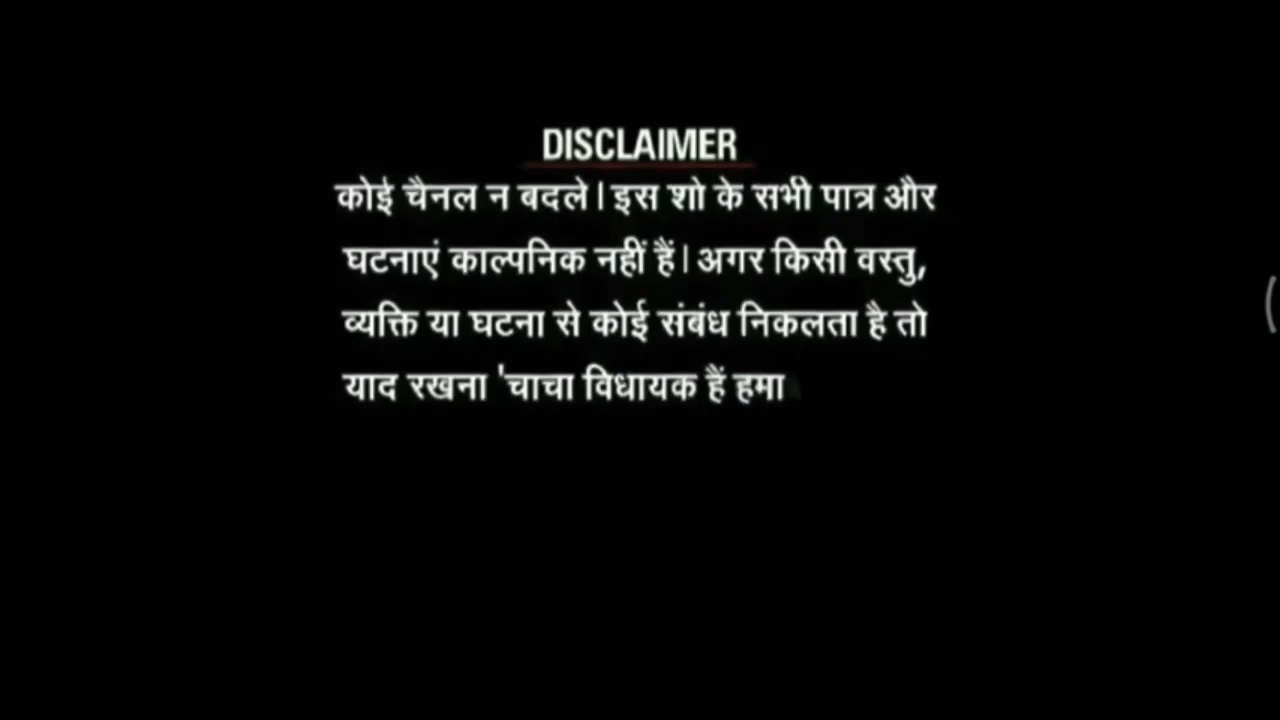 DISCLAIMER
कोई चैनल न बदले । इस शो के सभी पात्र और
घटनाएं काल्पनिक नहीं हैं । अगर किसी वस्तु,
व्यक्ति या घटना से कोई संबंध निकलता है तो
याद रखना 'चाचा विधायक हैं हमा